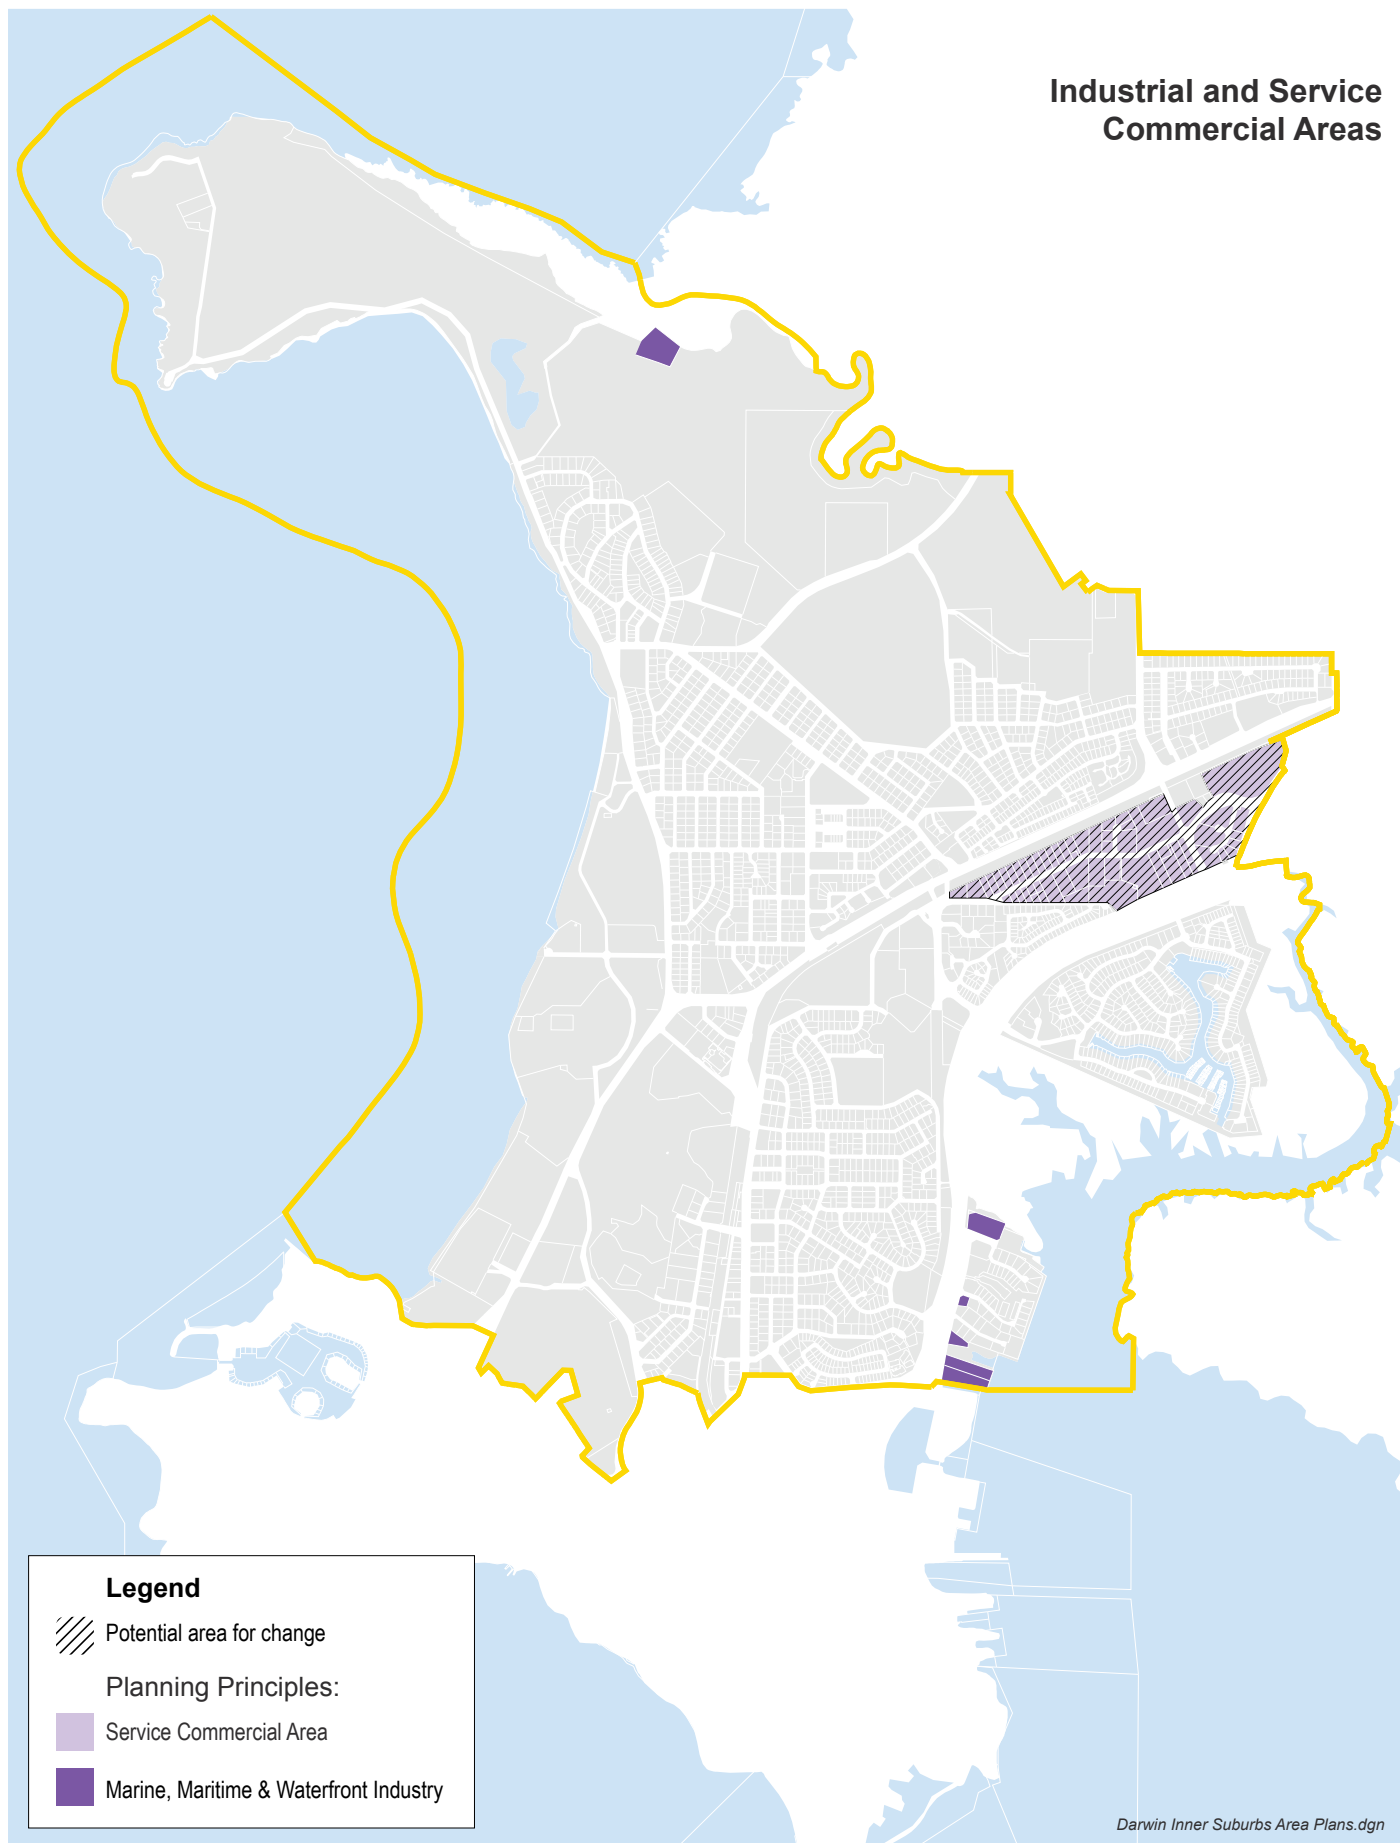 Industrial and Service
Commercial Areas
Legend
Potential area for change
Planning Principles:
Service Commercial Area
Marine, Maritime & Waterfront Industry
Darwin Inner Suburbs Area Plans.dgn